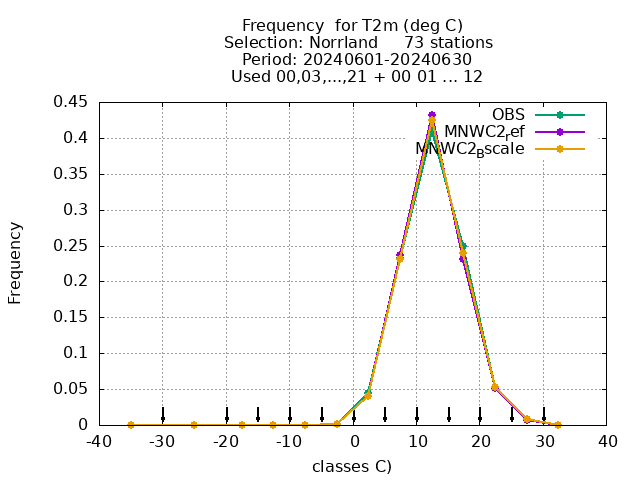 Frequency for T2m (deg C)
Selection: Norrland 73 stations
Period: 20240601-20240630
Used 00,03,...,21 + 00 01 ... 12
0.45
0.4
0.35
0.3
0.25
0.2
0.15
0.1
0.05
0
Frequency
OBS
MNWC2ref
MNWC2Bscale
-40 -30 -20 -10 0 10 20 30 40
classes C)